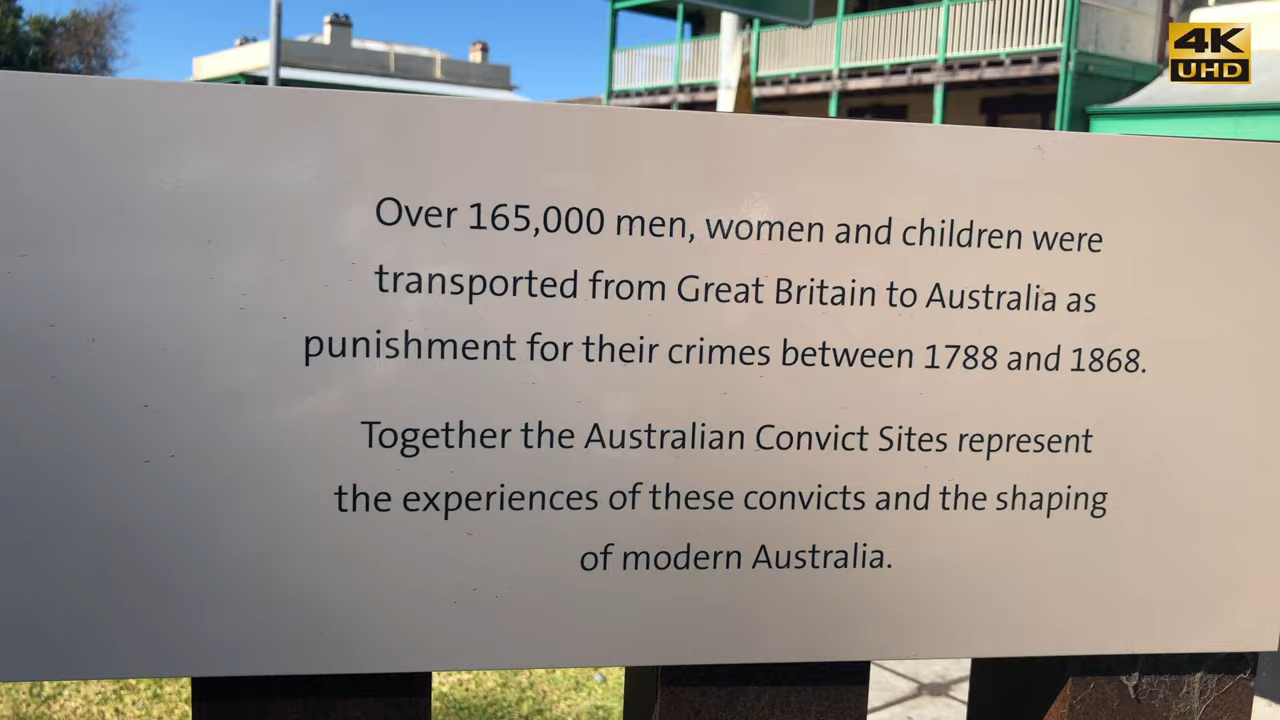 4K
UHD
Over 165,000 men, women and children were
transported from Great Britain to Australia as
punishment for their crimes between 1788 and 1868.
Together the Australian Convict Sites represent
the experiences of these convicts and the shaping
of modern Australia.